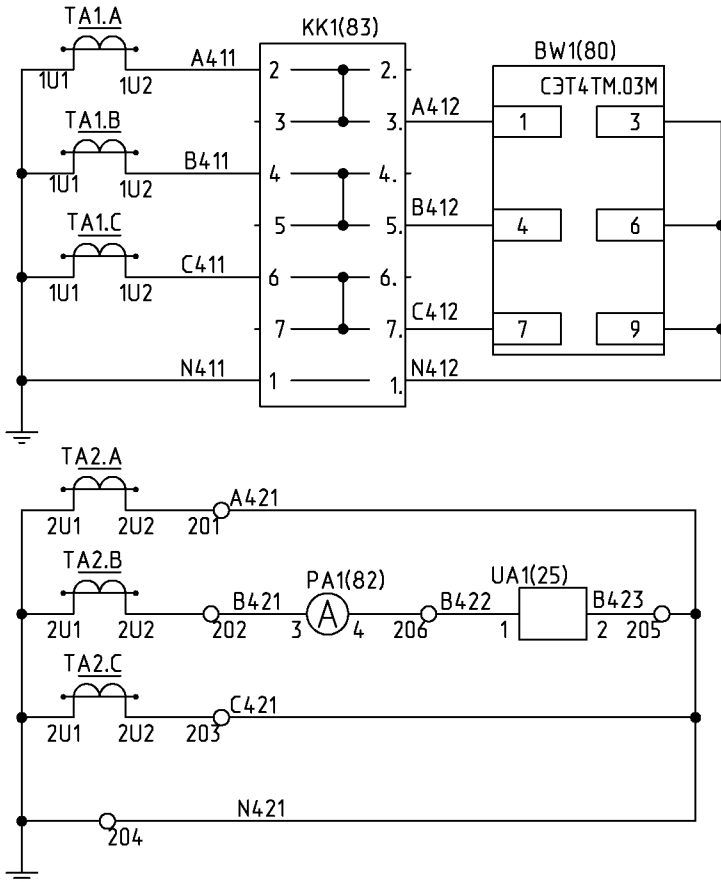 TA1.A
KK1(83)
1U1 1U2 A411 2 2. BW1(80)
СЭТ4ТМ.03М
TA1.B 3 3. A412 1 3
1U1 1U2 B411 4 4.
TA1.C 5 5. B412 4 6
1U1 1U2 C411 6 6.
7 7. C412 7 9
N411 1 1. N412
TA2.A
2U1 2U2 201 A421
TA2.B PA1(82) UA1(25)
2U1 2U2 202 B421 3 A 4 206 B422 1 2 B423 205
TA2.C
2U1 2U2 203 C421
204 N421